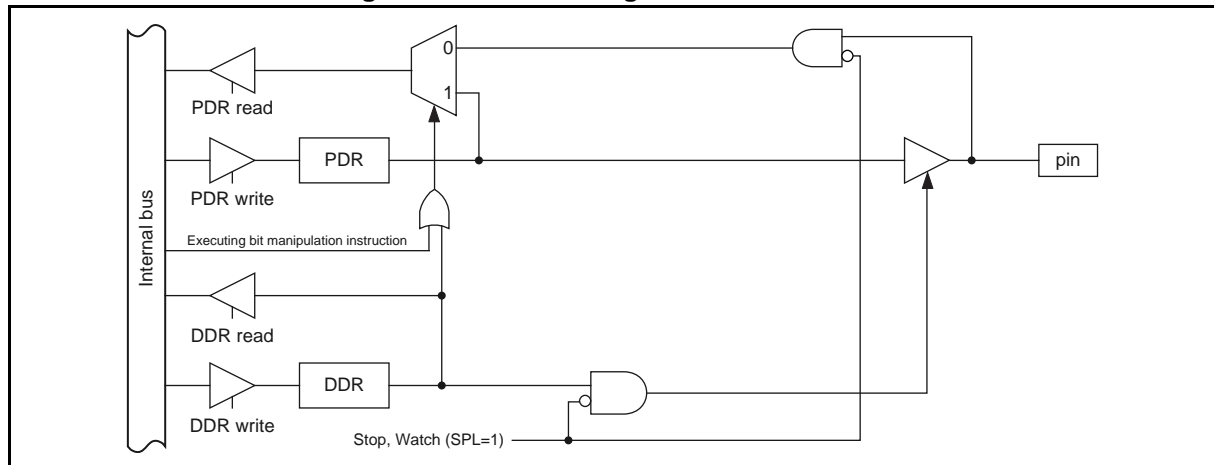 0
PDR read
1
PDR
pin
PDR write
Internal bus
Executing bit manipulation instruction
DDR read
DDR
DDR write
Stop, Watch (SPL=1)